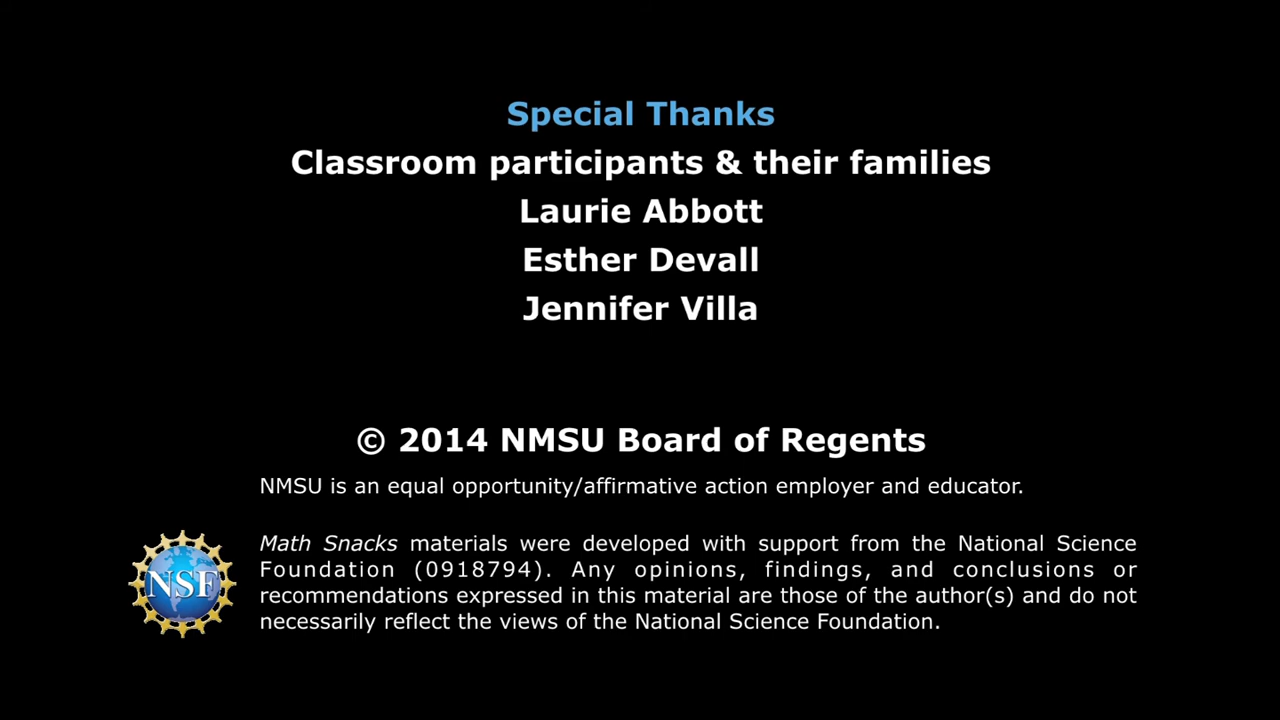 Special Thanks
Classroom participants & their families
Laurie Abbott
Esther Devall
Jennifer Villa
© 2014 NMSU Board of Regents
NMSU is an equal opportunity/affirmative action employer and educator.
Math Snacks materials were developed with support from the National Science
Foundation (0918794). Any opinions, findings, and conclusions or
NSF
recommendations expressed in this material are those of the author(s) and do not
necessarily reflect the views of the National Science Foundation.